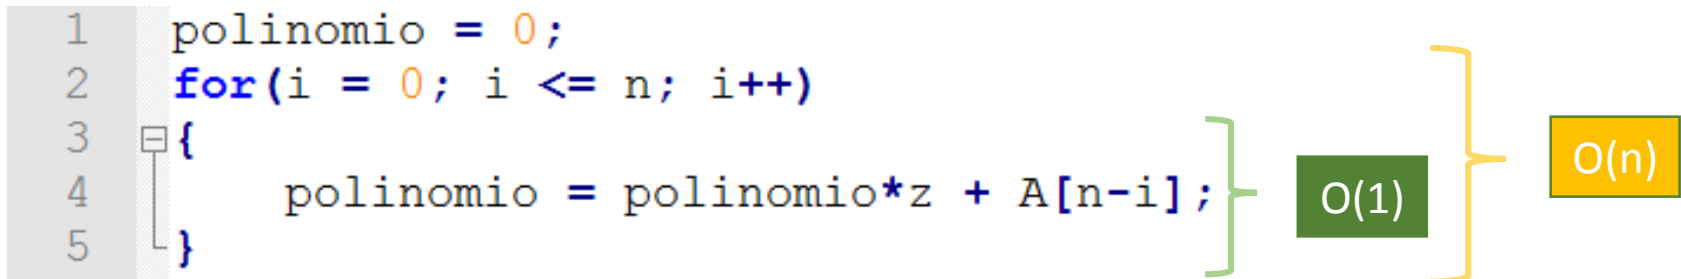 1 polinomio = 0;
2 for(i = 0; i <= n; i++)
3 {
4 polinomio = polinomio*z + A[n-i];
5 }
O(1)
O(n)